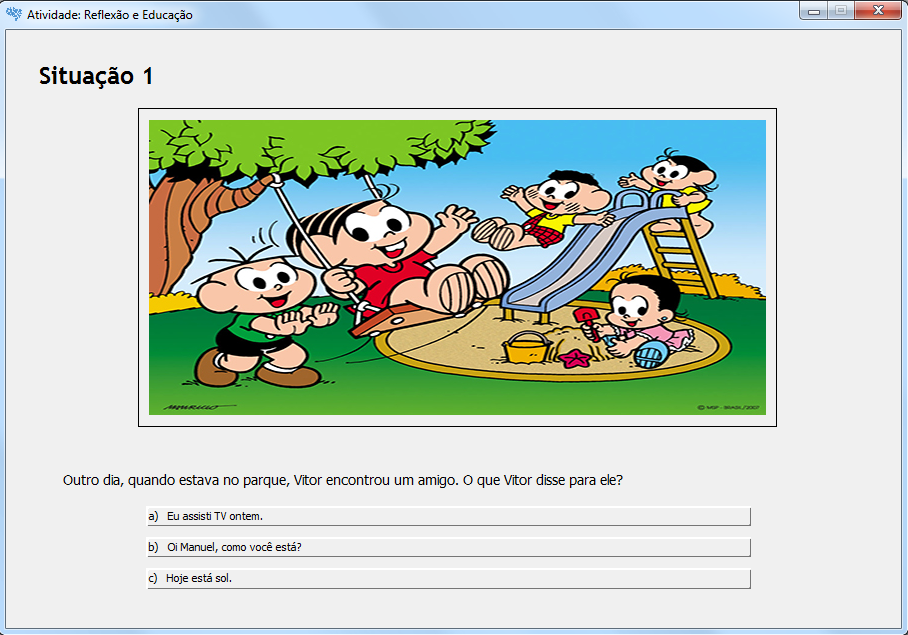 Atividade: Reflexão e Educação
Situação 1
MAURICIO
© MSP - BRASIL/2007
Outro dia, quando estava no parque, Vitor encontrou um amigo. O que Vitor disse para ele?
a) Eu assisti TV ontem.
b) Oi Manuel, como você está?
c) Hoje está sol.